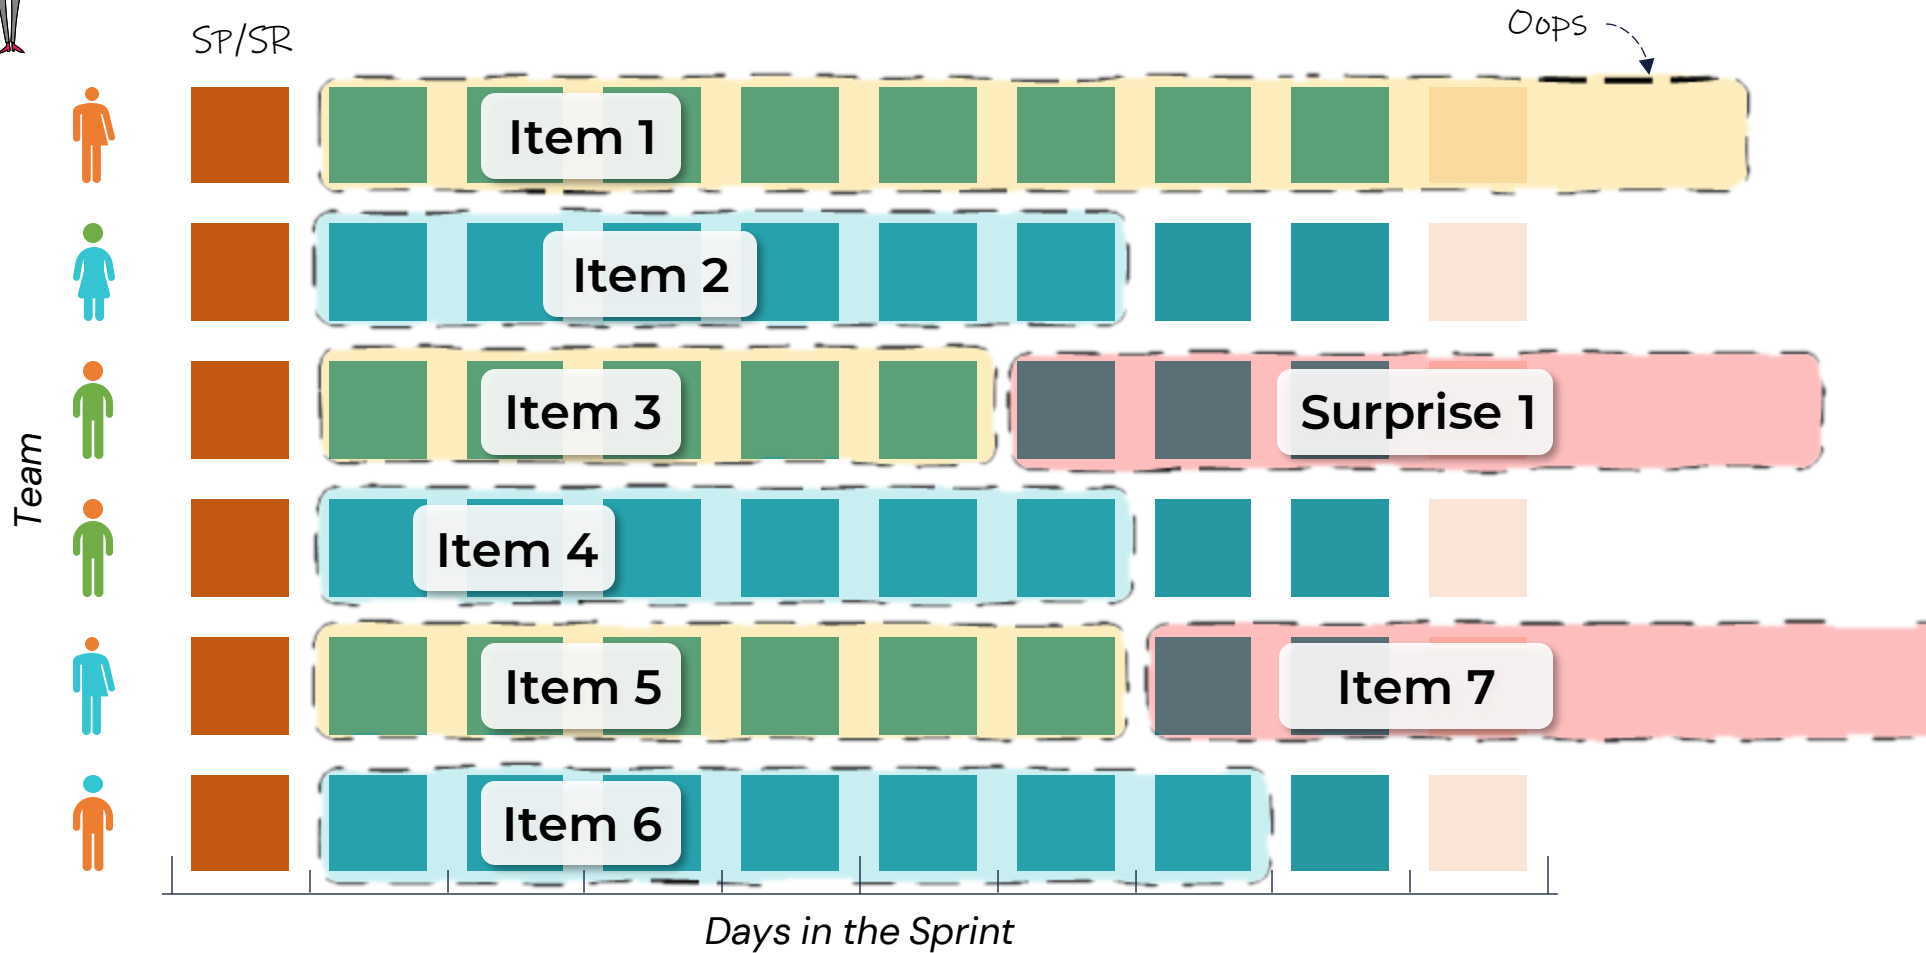 SP/SR
Oops
Item 1
Item 2
Item 3
Surprise 1
Team
Item 4
Item 5
Item 7
Item 6
Days in the Sprint